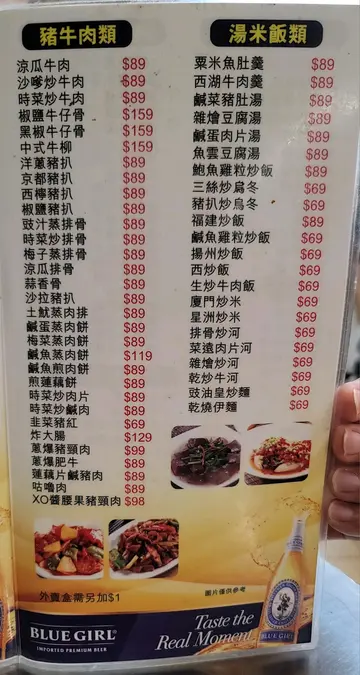 豬牛肉類
涼瓜牛肉 $89
沙嗲炒牛肉 $89
時菜炒牛肉 $89
椒鹽牛仔骨 $159
黑椒牛仔骨 $159
中式牛柳 $159
洋蔥豬扒 $89
京都豬扒 $89
西檸豬扒 $89
椒鹽豬扒 $89
豉汁蒸排骨 $89
時菜炒排骨 $89
梅子蒸排骨 $89
涼瓜排骨 $89
蒜香骨 $89
沙拉豬扒 $89
土魷蒸肉排 $89
鹹蛋蒸肉餅 $89
梅菜蒸肉餅 $89
鹹魚蒸肉餅 $119
鹹魚煎肉餅 $89
煎蓮藕餅 $89
時菜炒肉片 $89
時菜炒鹹肉 $89
韭菜豬紅 $69
炸大腸 $129
蔥爆豬頸肉 $99
蔥爆肥牛 $89
蓮藕片鹹豬肉 $89
咕嚕肉 $89
XO醬腰果豬頸肉 $98
外賣盒需另加$1
湯米飯類
粟米魚肚羹 $89
西湖牛肉羹 $89
鹹菜豬肚湯 $89
雜燴豆腐湯 $89
鹹蛋肉片湯 $89
魚雲豆腐湯 $89
鮑魚雞粒炒飯 $89
三絲炒烏冬 $69
豬扒炒烏冬 $69
福建炒飯 $89
鹹魚雞粒炒飯 $69
揚州炒飯 $69
西炒飯 $69
生炒牛肉飯 $69
廈門炒米 $69
星洲炒米 $69
排骨炒河 $69
菜遠肉片河 $69
雜燴炒河 $69
乾炒牛河 $69
豉油皇炒麵 $69
乾燒伊麵 $69
圖片僅供參考
BLUE GIRL
IMPORTED PREMIUM BEER
Taste the
Real Moment
BLUE GIRL